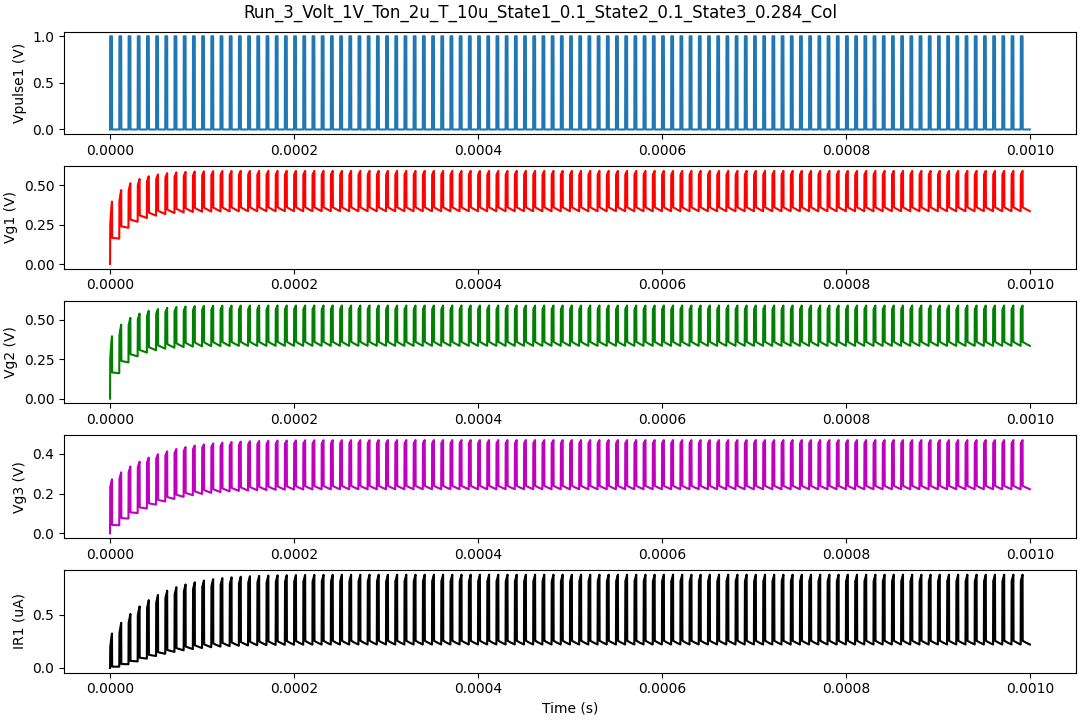 Run_3_Volt_1V_Ton_2u_T_10u_State1_0.1_State2_0.1_State3_0.284_Col
Vpulse1 (V)
1.0
0.5
0.0
0.0000 0.0002 0.0004 0.0006 0.0008 0.0010
Vg1 (V)
0.50
0.25
0.00
0.0000 0.0002 0.0004 0.0006 0.0008 0.0010
Vg2 (V)
0.50
0.25
0.00
0.0000 0.0002 0.0004 0.0006 0.0008 0.0010
Vg3 (V)
0.4
0.2
0.0
0.0000 0.0002 0.0004 0.0006 0.0008 0.0010
IR1 (uA)
0.5
0.0
0.0000 0.0002 0.0004 0.0006 0.0008 0.0010
Time (s)